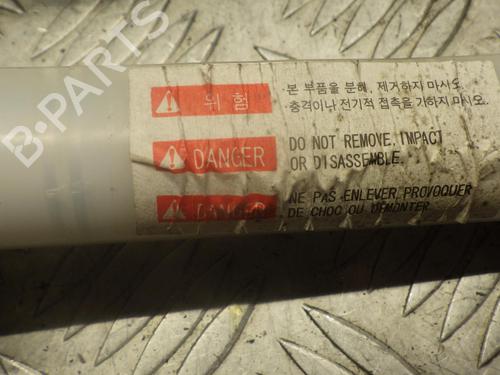 B-PARTS
위험
·본 부품을 분해, 제거하지 마시오.
·충격이나 전기적 접촉을 가하지 마시오.
DANGER
DO NOT REMOVE, IMPACT
OR DISASSEMBLE.
DANGER
NE PAS ENLEVER, PROVOQUER
DE CHOC OU DEMONTER.